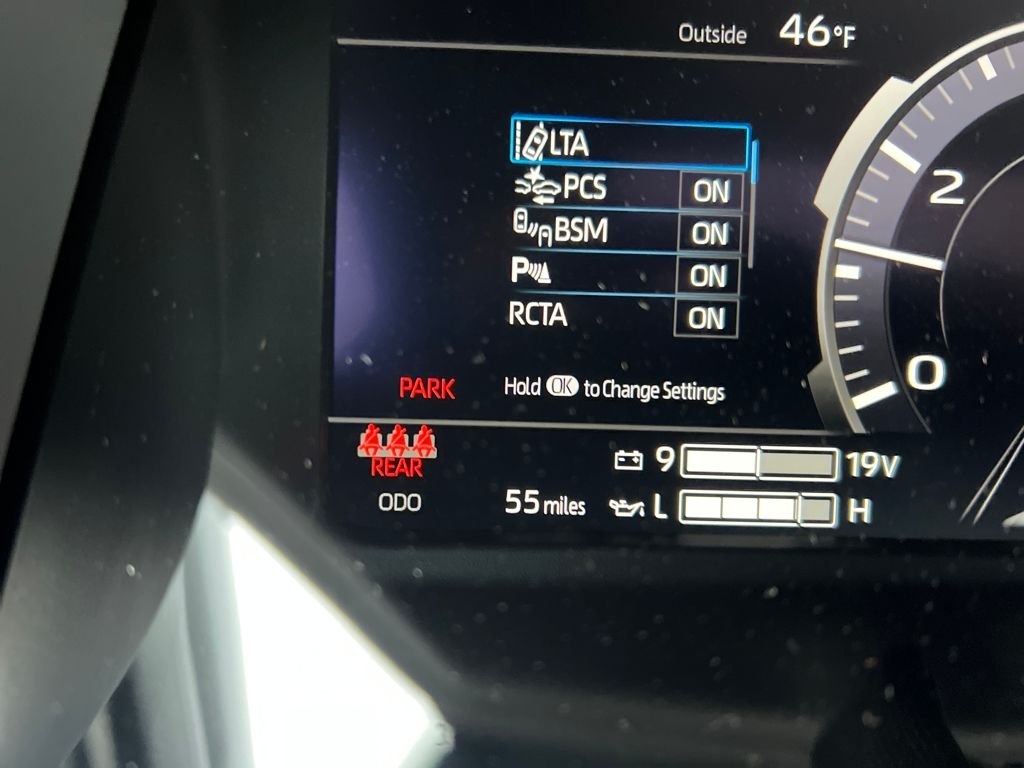 Outside 46°F
LTA
PCS ON
BSM ON
P ON
RCTA ON
2
0
PARK
Hold OK to Change Settings
REAR
9 19V
ODO 55 miles
L H